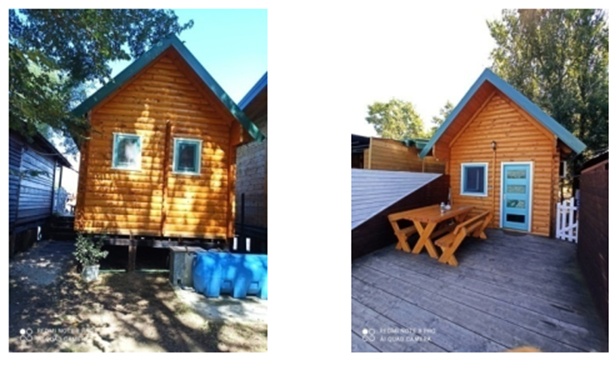 REDMI NOTE 8 PRO
AI QUAD CAMERA
REDMI NOTE 8 PRO
AI QUAD CAMERA